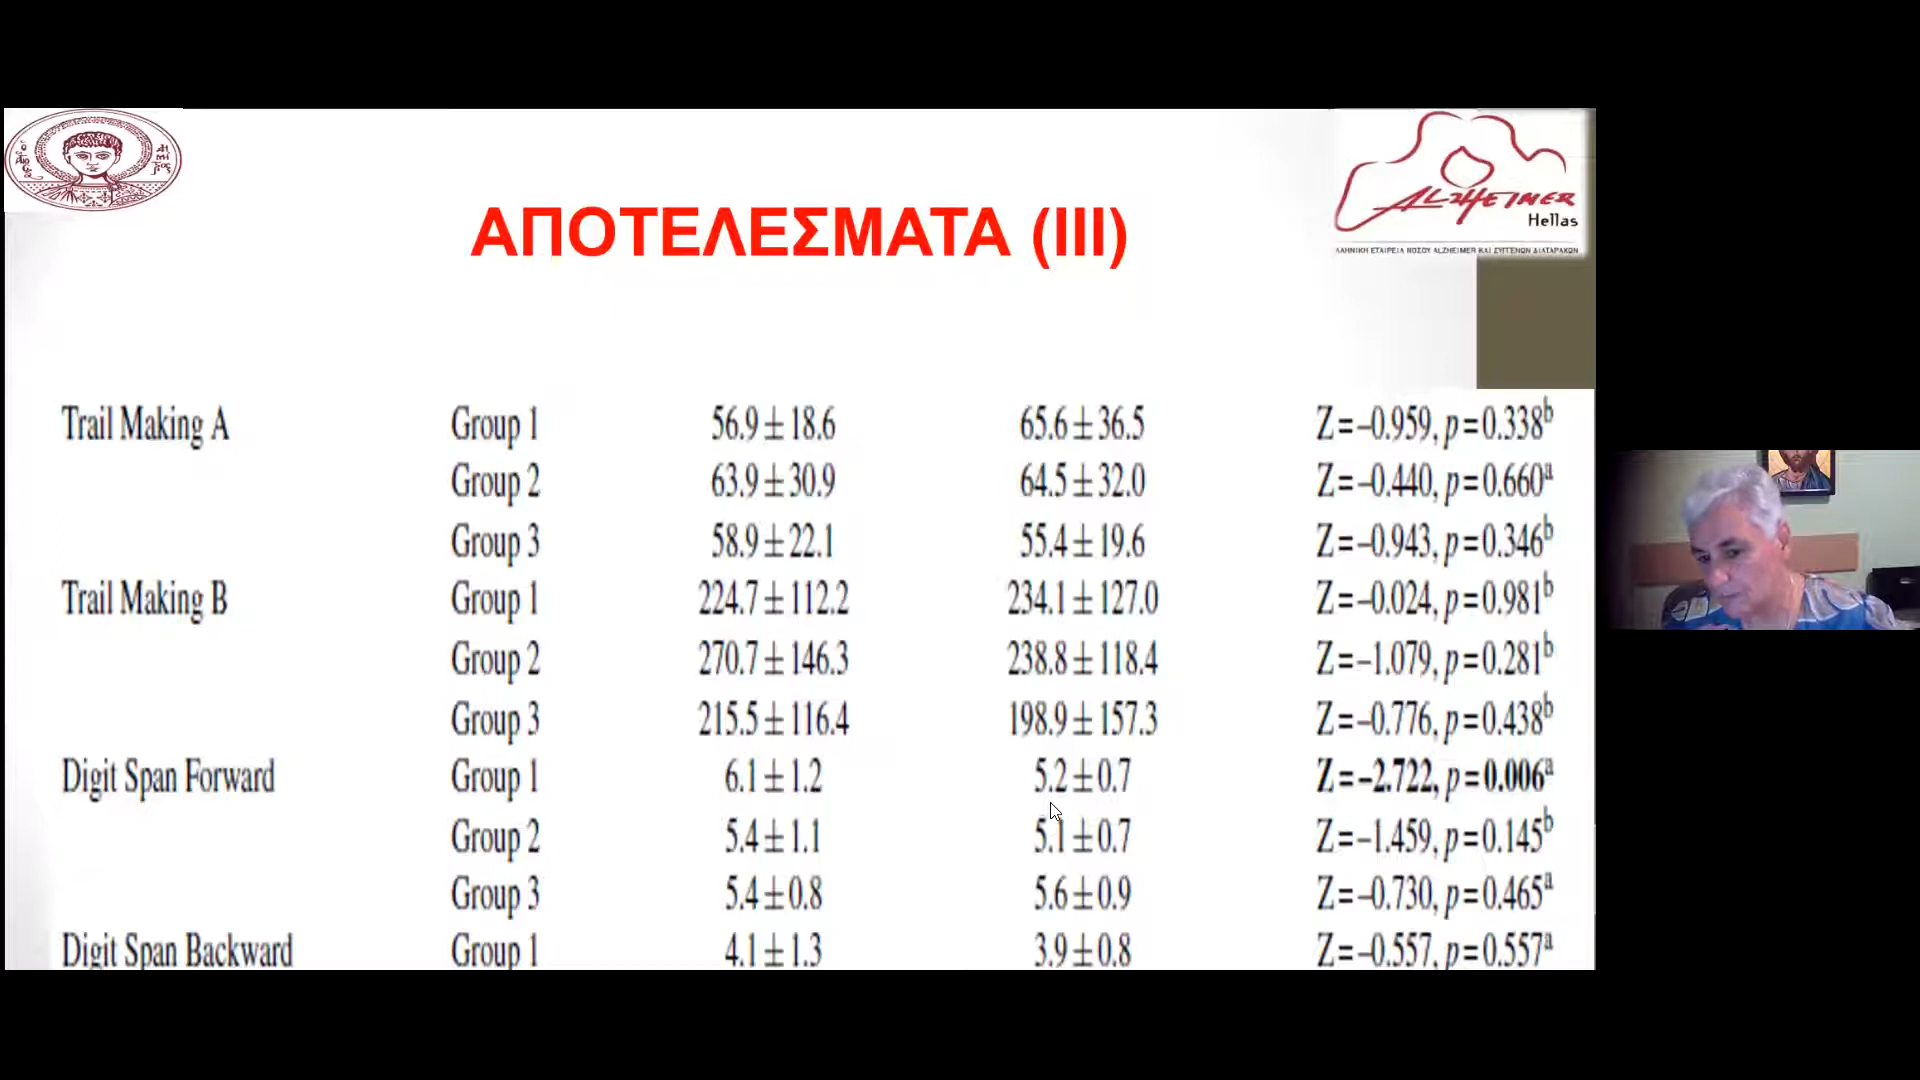 ΑΠΟΤΕΛΕΣΜΑΤΑ (III)
ALZHEIMER
Hellas
ΛΛΗΝΙΚΗ ΕΤΑΙΡΕΙΑ ΝΟΣΟΥ ALZHEIMER ΚΑΙ ΣΥΓΓΕΝΩΝ ΔΙΑΤΑΡΑΧΩΝ
Trail Making A Group 1 56.9±18.6 65.6±36.5 Z=–0.959, p=0.338ᵇ
Group 2 63.9±30.9 64.5±32.0 Z=–0.440, p=0.660ᵃ
Group 3 58.9±22.1 55.4±19.6 Z=–0.943, p=0.346ᵇ
Trail Making B Group 1 224.7±112.2 234.1±127.0 Z=–0.024, p=0.981ᵇ
Group 2 270.7±146.3 238.8±118.4 Z=–1.079, p=0.281ᵇ
Group 3 215.5±116.4 198.9±157.3 Z=–0.776, p=0.438ᵇ
Digit Span Forward Group 1 6.1±1.2 5.2±0.7 Z=–2.722, p=0.006ᵃ
Group 2 5.4±1.1 5.1±0.7 Z=–1.459, p=0.145ᵇ
Group 3 5.4±0.8 5.6±0.9 Z=–0.730, p=0.465ᵃ
Digit Span Backward Group 1 4.1±1.3 3.9±0.8 Z=–0.557, p=0.557ᵃ